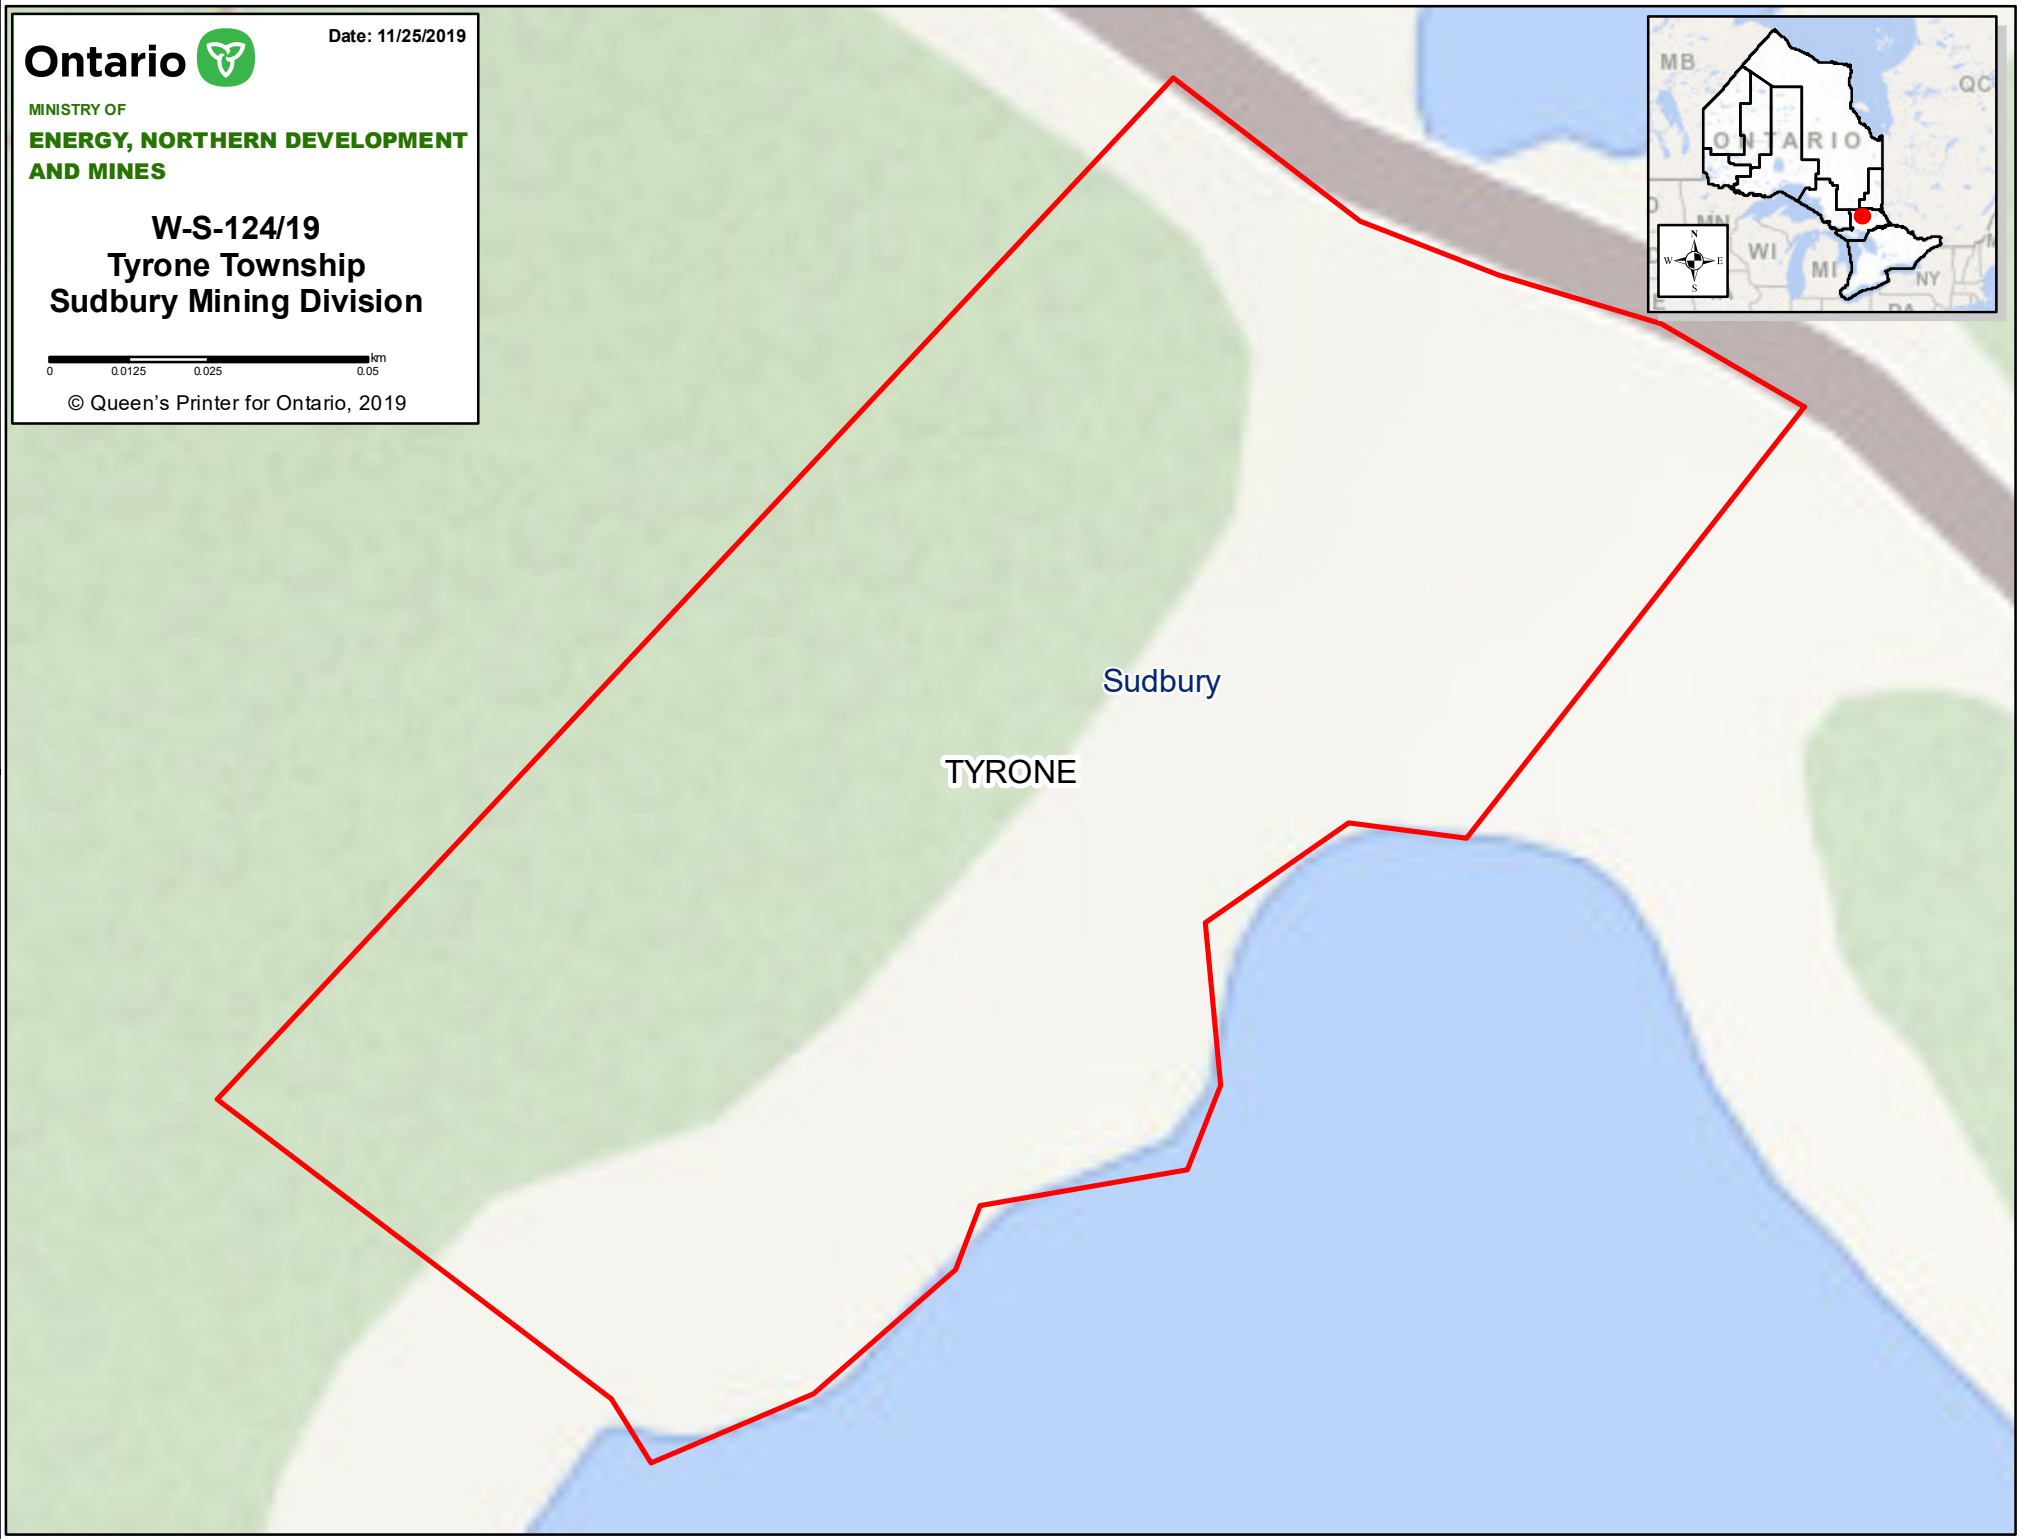 Ontario
Date: 11/25/2019
MINISTRY OF
ENERGY, NORTHERN DEVELOPMENT
AND MINES
W-S-124/19
Tyrone Township
Sudbury Mining Division
km
0 0.0125 0.025 0.05
© Queen's Printer for Ontario, 2019
MB
QC
ONTARIO
MN
WI
MI
NY
PA
N
W E
S
Sudbury
TYRONE